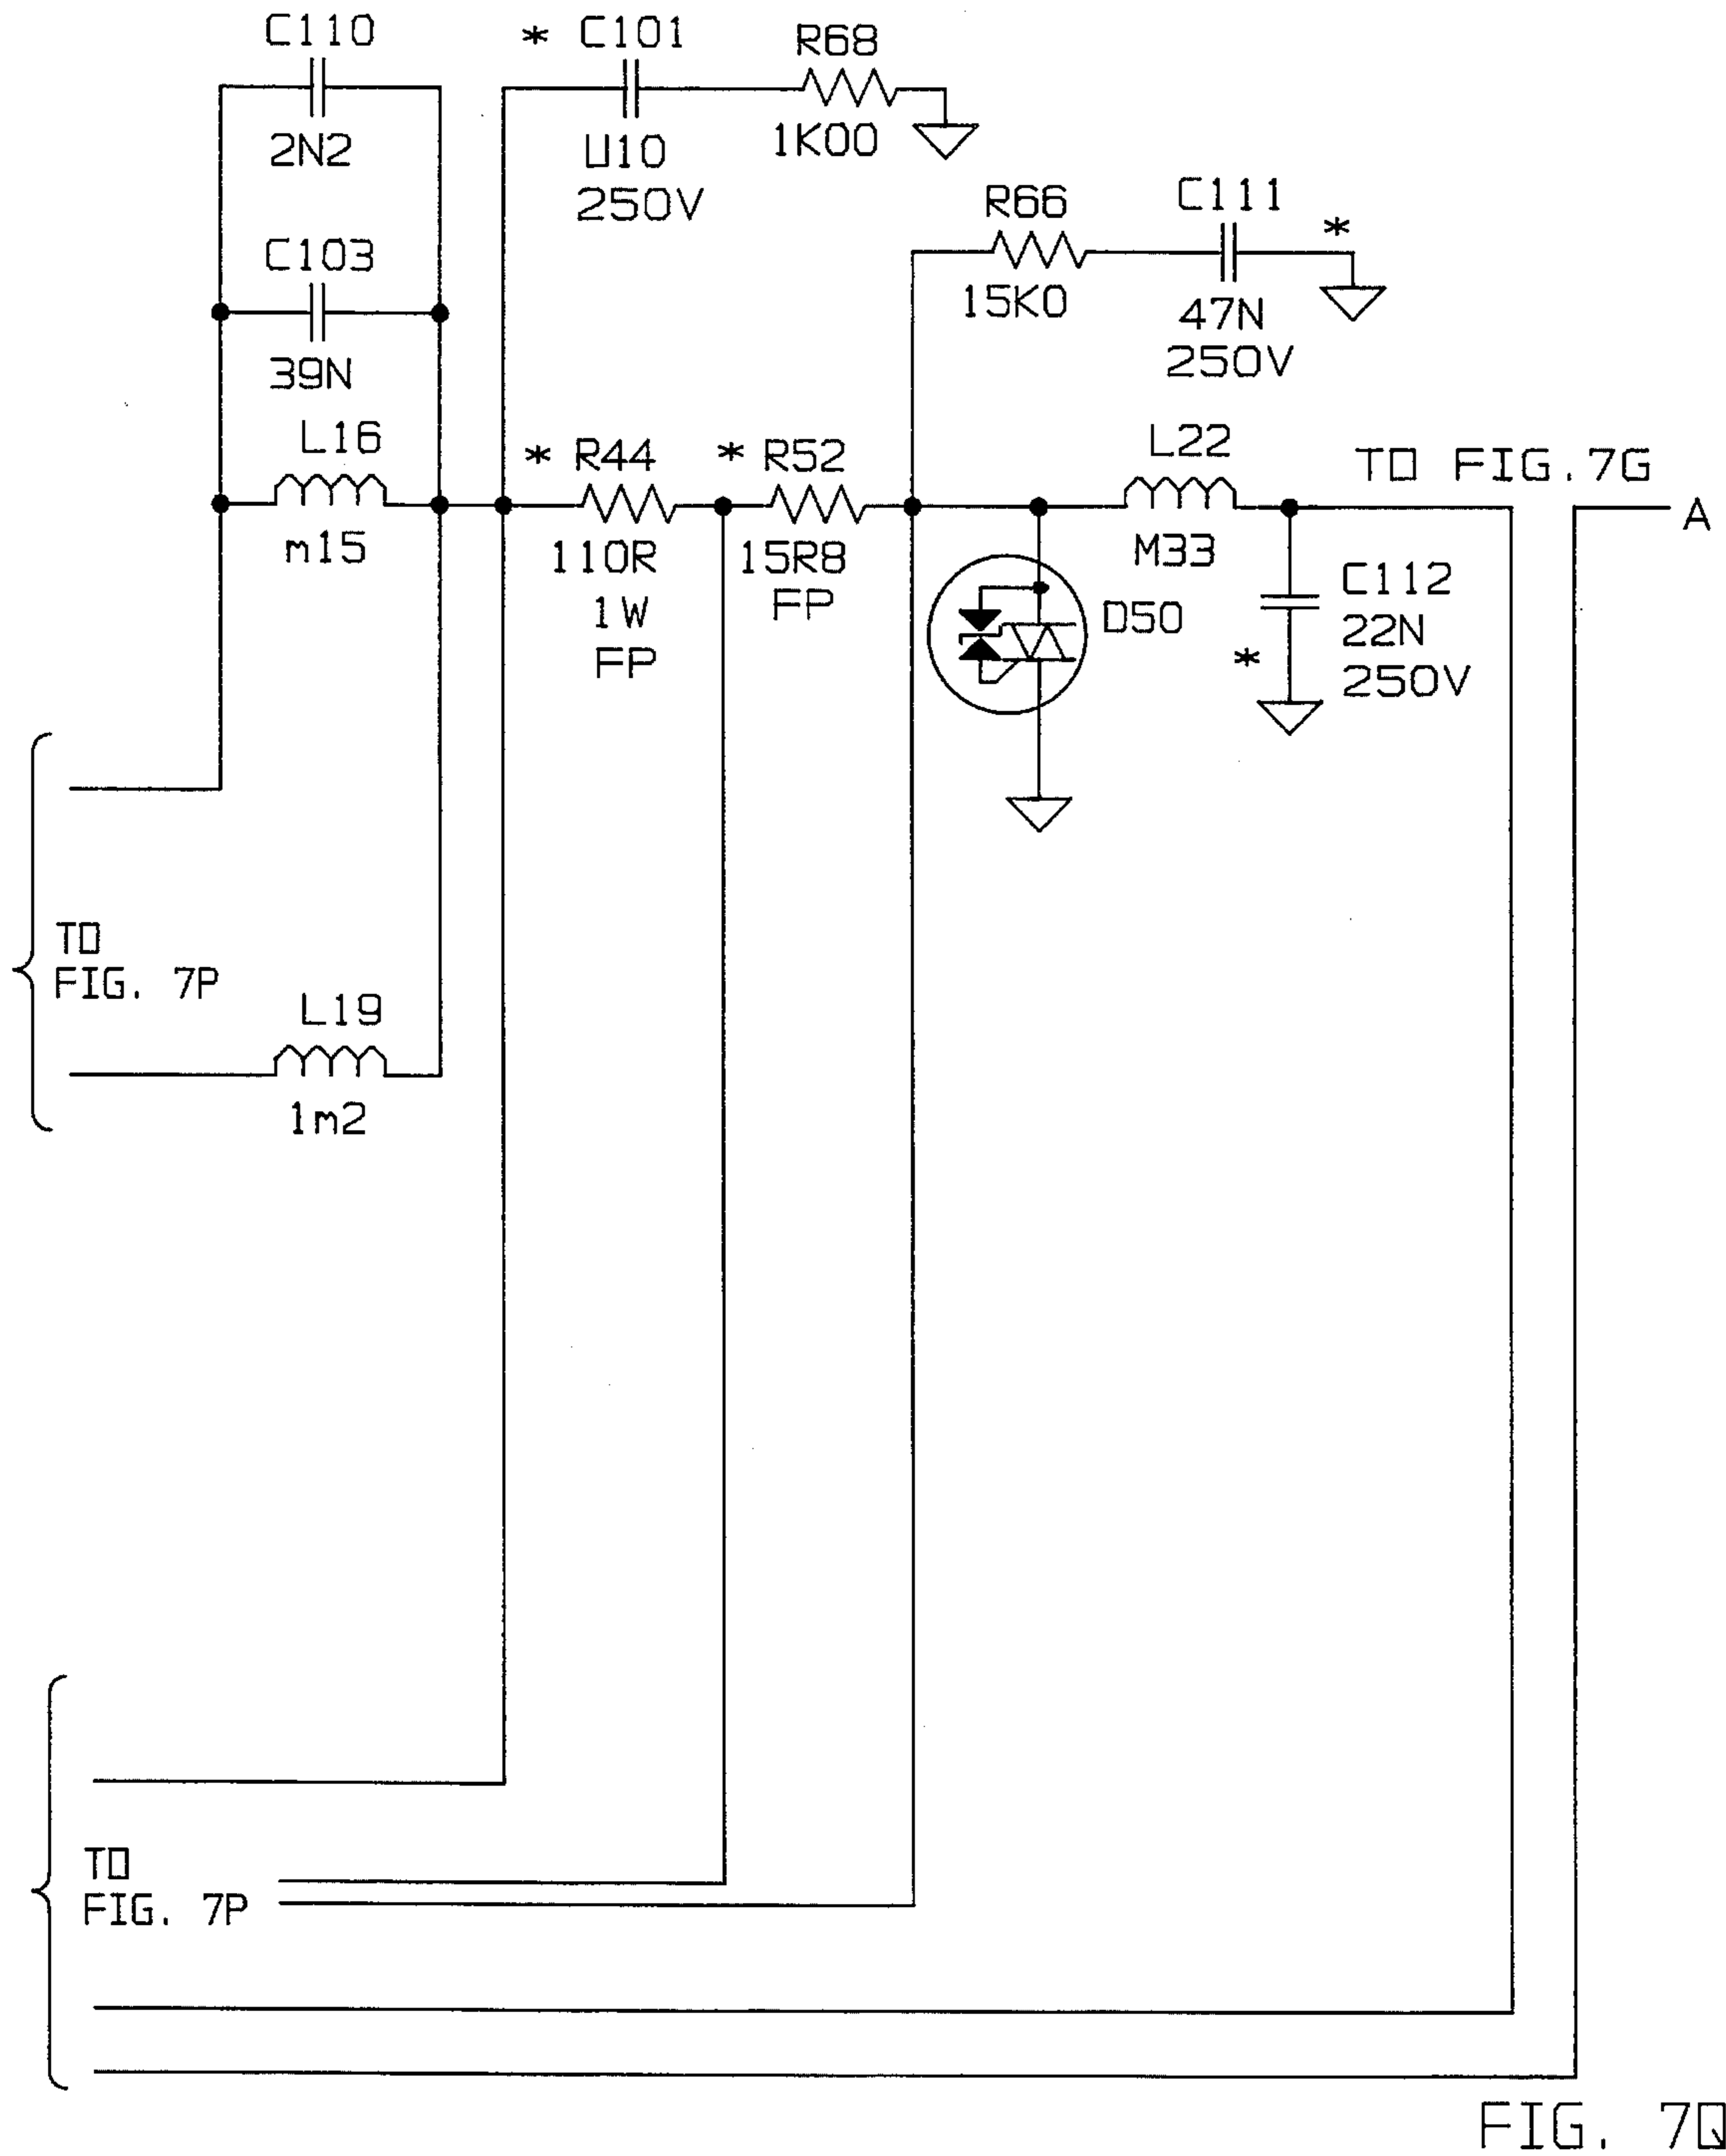 C110
2N2
* C101
U10
250V
R68
1K00
C103
39N
R66
15K0
C111 *
47N
250V
L16
m15
* R44
110R
1W
FP
* R52
15R8
FP
L22
M33
TO FIG.7G
A
D50
C112
22N
* 250V
TO
FIG. 7P
L19
1m2
TO
FIG. 7P
FIG. 7Q